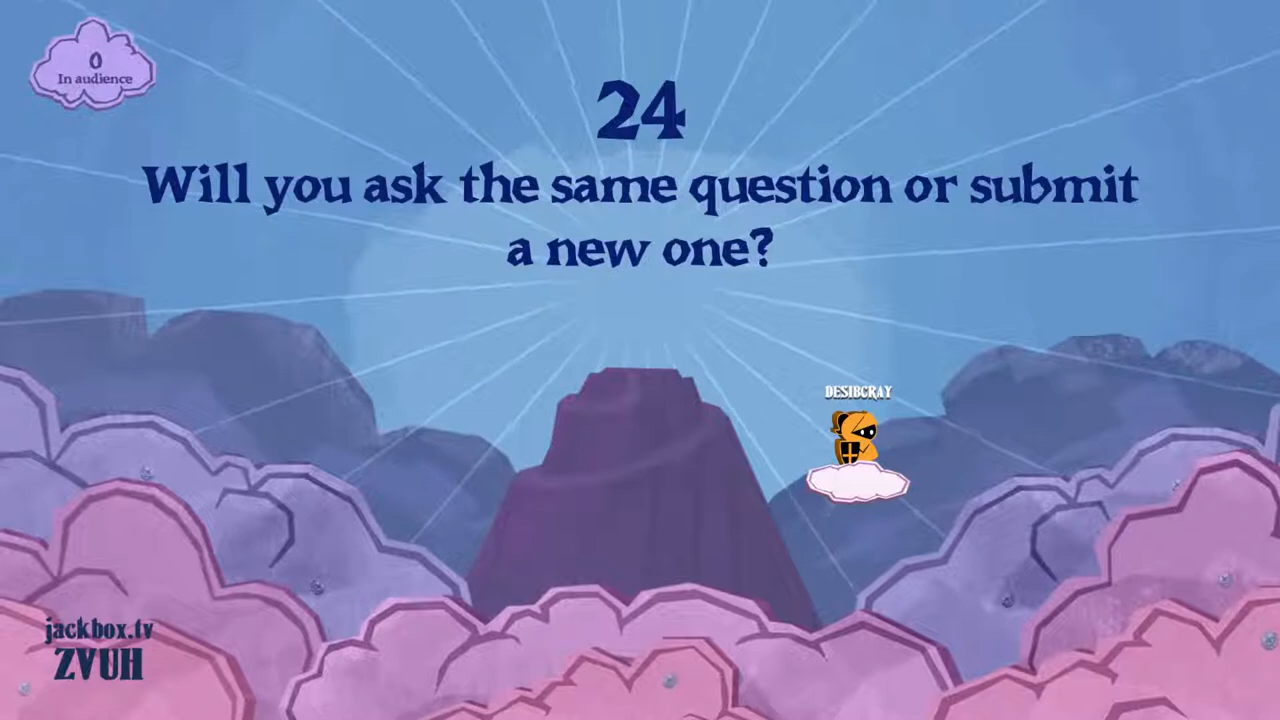 0
In audience
24
Will you ask the same question or submit
a new one?
DESIBCRAY
jackbox.tv
ZVUH